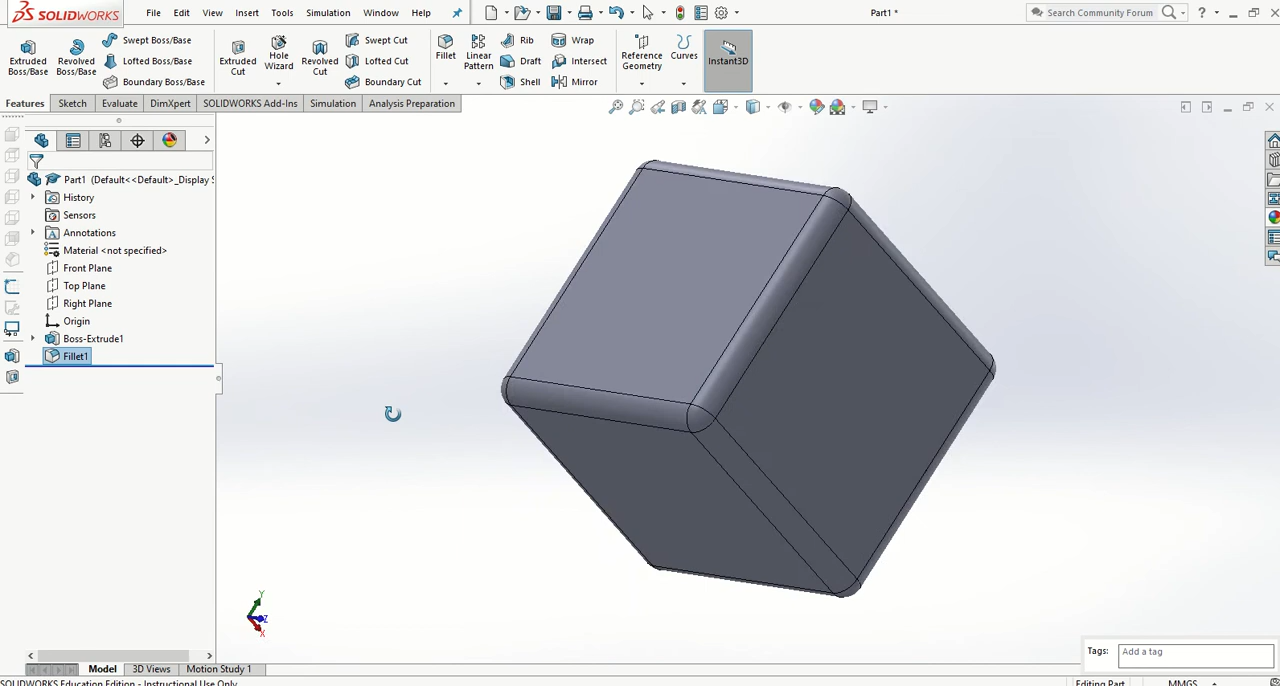 SOLIDWORKS File Edit View Insert Tools Simulation Window Help Part1 * Search Community Forum ?
Extruded Boss/Base
Revolved Boss/Base
Swept Boss/Base
Lofted Boss/Base
Boundary Boss/Base
Extruded Cut
Hole Wizard
Revolved Cut
Swept Cut
Lofted Cut
Boundary Cut
Fillet
Linear Pattern
Rib
Draft
Shell
Wrap
Intersect
Mirror
Reference Geometry
Curves
Instant3D
Features Sketch Evaluate DimXpert SOLIDWORKS Add-Ins Simulation Analysis Preparation
Part1 (Default<<Default>_Display S
History
Sensors
A Annotations
Material <not specified>
Front Plane
Top Plane
Right Plane
Origin
Boss-Extrude1
Fillet1
Y
Z
X
Tags: Add a tag
Model 3D Views Motion Study 1
SOLIDWORKS Education Edition - Instructional Use Only Editing Part MMGS